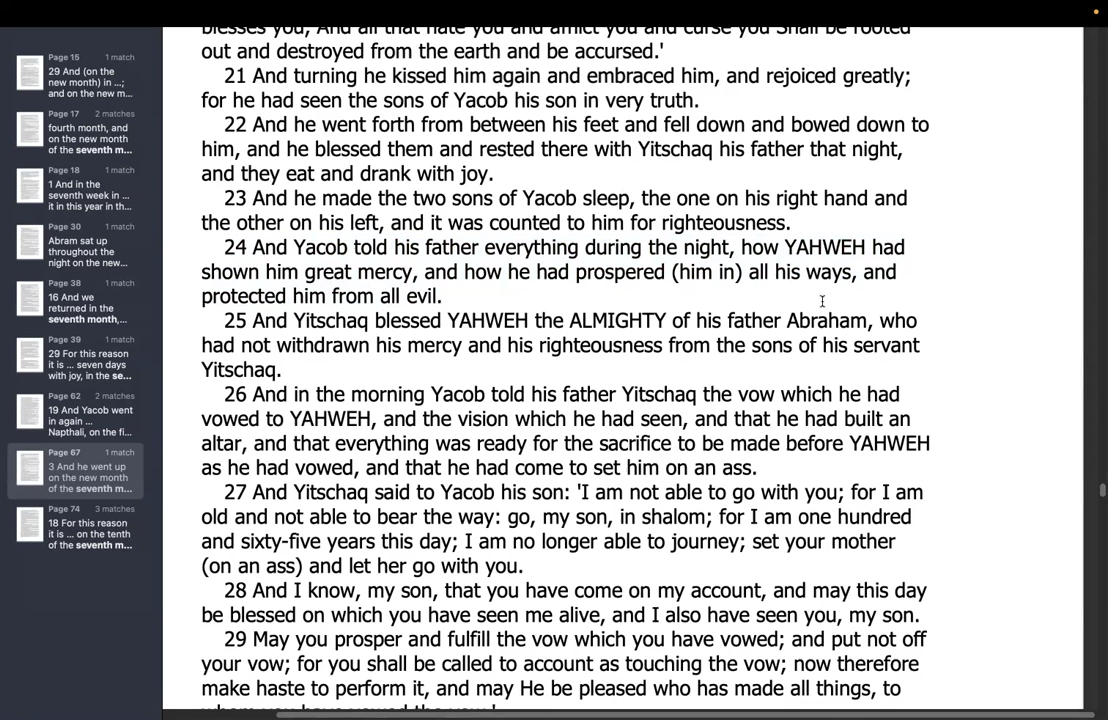 Page 15 1 match
29 And (on the
new month) in ...;
and on the new m...
Page 17 2 matches
fourth month, and
on the new month
of the seventh m...
Page 18 1 match
1 And in the
seventh week in ...
it in this year in th...
Page 30 1 match
Abram sat up
throughout the
night on the new...
Page 38 1 match
16 And we
returned in the
seventh month,...
Page 39 1 match
29 For this reason
it is ... seven days
with joy, in the se...
Page 62 2 matches
19 And Yacob went
in again ...
Napthali, on the fi...
Page 67 1 match
3 And he went up
on the new month
of the seventh m...
Page 74 3 matches
18 For this reason
it is ... on the tenth
of the seventh m...
blesses you, And all that hate you and afflict you and curse you Shall be rooted
out and destroyed from the earth and be accursed.'
21 And turning he kissed him again and embraced him, and rejoiced greatly;
for he had seen the sons of Yacob his son in very truth.
22 And he went forth from between his feet and fell down and bowed down to
him, and he blessed them and rested there with Yitschaq his father that night,
and they eat and drank with joy.
23 And he made the two sons of Yacob sleep, the one on his right hand and
the other on his left, and it was counted to him for righteousness.
24 And Yacob told his father everything during the night, how YAHWEH had
shown him great mercy, and how he had prospered (him in) all his ways, and
protected him from all evil.
25 And Yitschaq blessed YAHWEH the ALMIGHTY of his father Abraham, who
had not withdrawn his mercy and his righteousness from the sons of his servant
Yitschaq.
26 And in the morning Yacob told his father Yitschaq the vow which he had
vowed to YAHWEH, and the vision which he had seen, and that he had built an
altar, and that everything was ready for the sacrifice to be made before YAHWEH
as he had vowed, and that he had come to set him on an ass.
27 And Yitschaq said to Yacob his son: 'I am not able to go with you; for I am
old and not able to bear the way: go, my son, in shalom; for I am one hundred
and sixty-five years this day; I am no longer able to journey; set your mother
(on an ass) and let her go with you.
28 And I know, my son, that you have come on my account, and may this day
be blessed on which you have seen me alive, and I also have seen you, my son.
29 May you prosper and fulfill the vow which you have vowed; and put not off
your vow; for you shall be called to account as touching the vow; now therefore
make haste to perform it, and may He be pleased who has made all things, to
whom you have vowed the vow.'